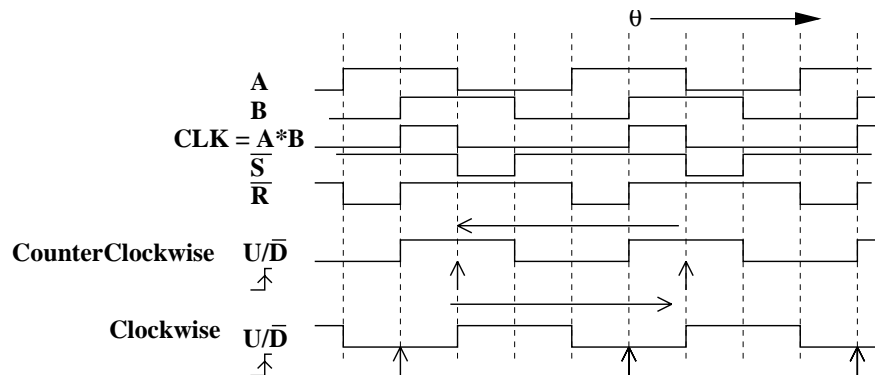 θ
A
B
CLK = A*B
S̅
R̅
CounterClockwise U/D̅
Clockwise U/D̅